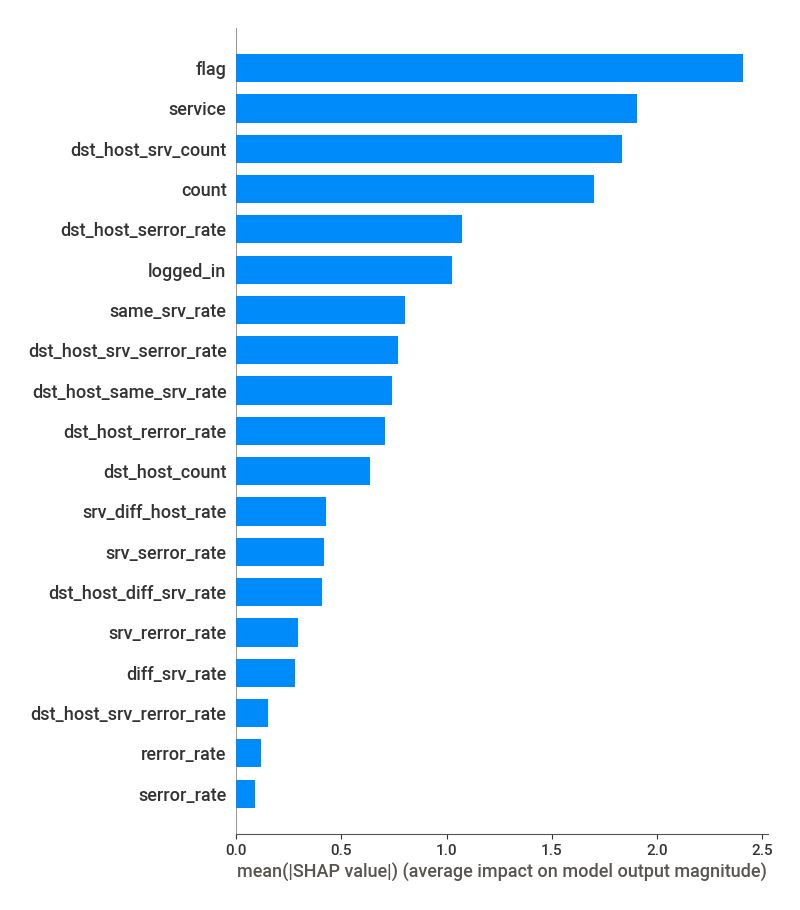 flag
service
dst_host_srv_count
count
dst_host_serror_rate
logged_in
same_srv_rate
dst_host_srv_serror_rate
dst_host_same_srv_rate
dst_host_rerror_rate
dst_host_count
srv_diff_host_rate
srv_serror_rate
dst_host_diff_srv_rate
srv_rerror_rate
diff_srv_rate
dst_host_srv_rerror_rate
rerror_rate
serror_rate
0.0 0.5 1.0 1.5 2.0 2.5
mean(|SHAP value|) (average impact on model output magnitude)